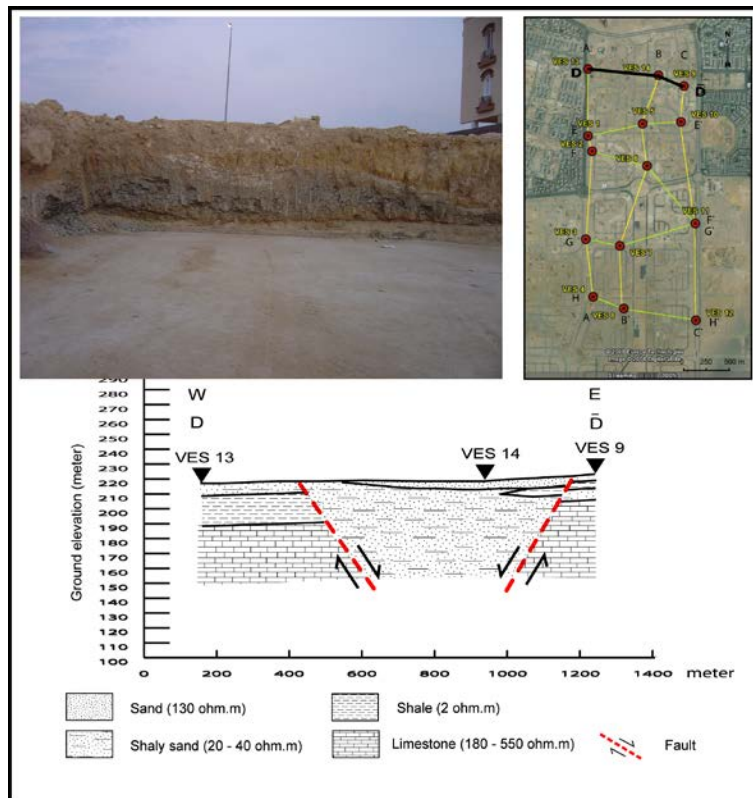 A
B
C
VES 13
VES 14
VES 9
D
D̄
VES 1
VES 5
VES 10
E
E'
VES 2
F
VES 6
VES 11
F'
G'
VES 3
G
VES 7
VES 4
H
A'
VES 8
B'
VES 12
H'
C'
0 250 500 m
290
280
270
260
250
240
230
220
210
200
190
180
170
160
150
140
130
120
110
100
Ground elevation (meter)
W
E
D
D̄
VES 13
VES 14
VES 9
0 200 400 600 800 1000 1200 1400 meter
Sand (130 ohm.m)
Shale (2 ohm.m)
Shaly sand (20 - 40 ohm.m)
Limestone (180 - 550 ohm.m)
Fault